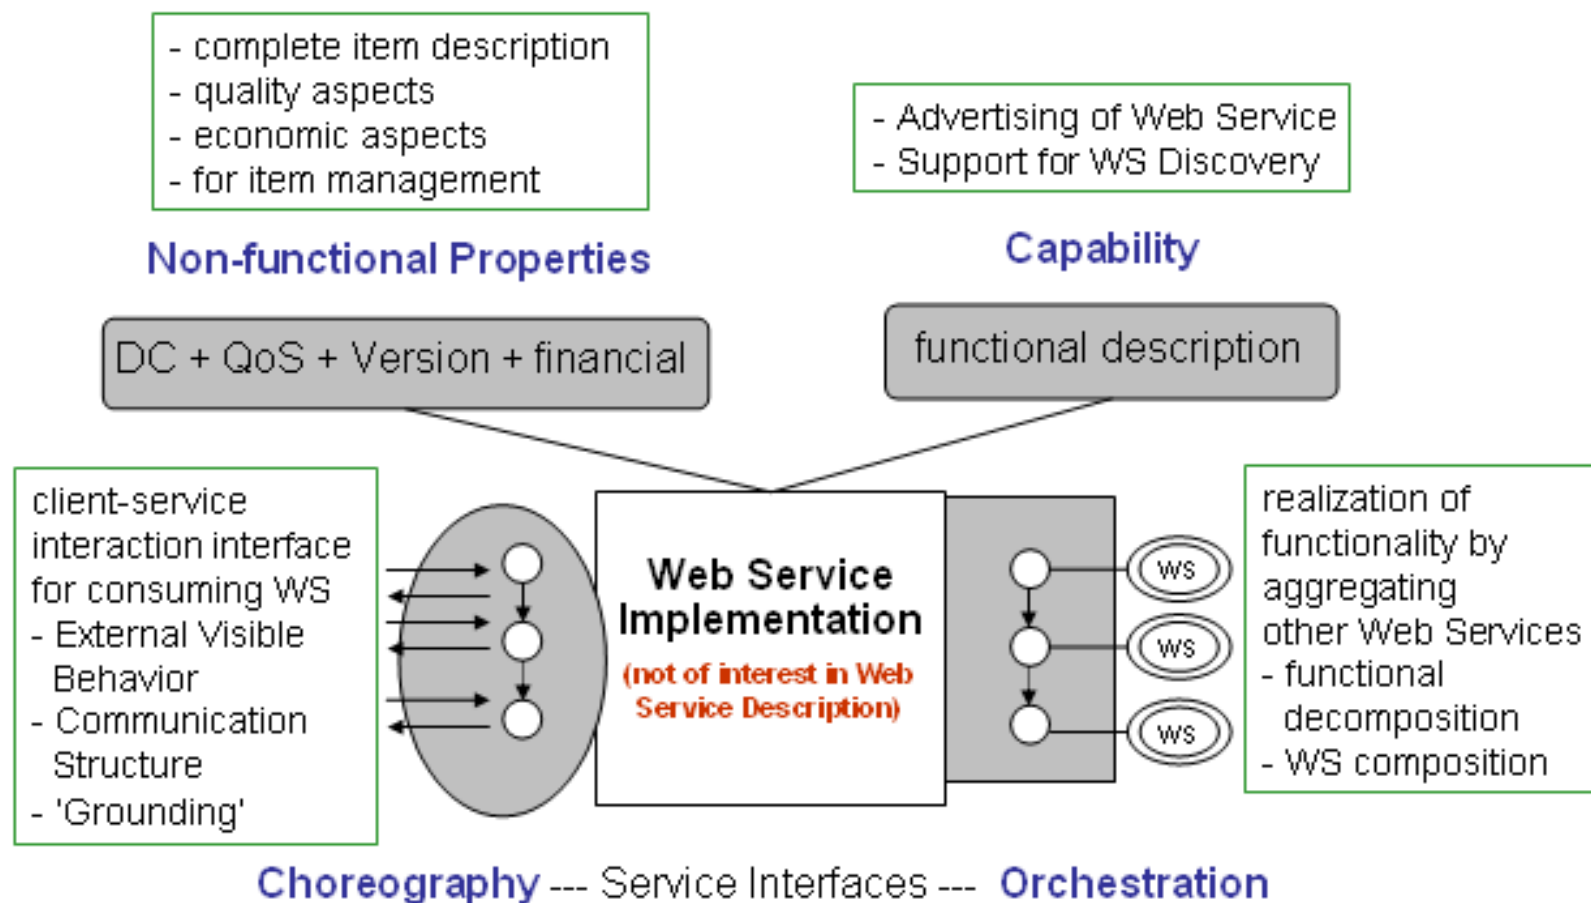 - complete item description
- quality aspects
- economic aspects
- for item management
- Advertising of Web Service
- Support for WS Discovery
Non-functional Properties
Capability
DC + QoS + Version + financial
functional description
client-service
interaction interface
for consuming WS
- External Visible
Behavior
- Communication
Structure
- 'Grounding'
Web Service
Implementation
(not of interest in Web
Service Description)
WS
WS
WS
realization of
functionality by
aggregating
other Web Services
- functional
decomposition
- WS composition
Choreography --- Service Interfaces --- Orchestration